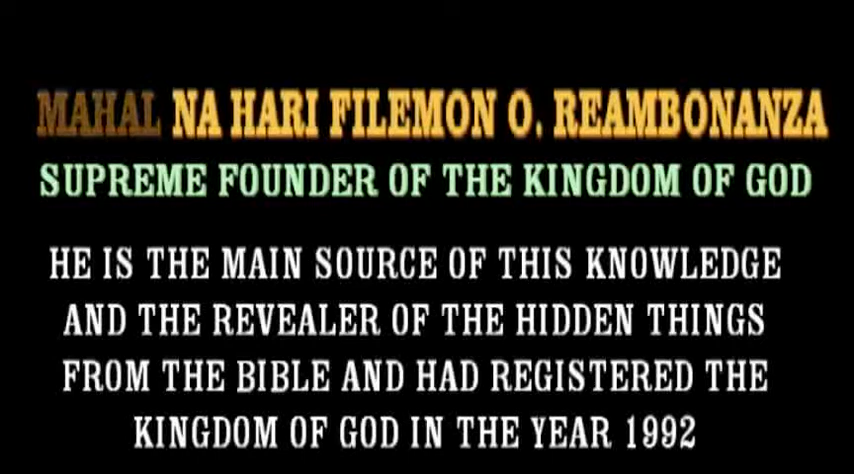 MAHAL NA HARI FILEMON O. REAMBONANZA
SUPREME FOUNDER OF THE KINGDOM OF GOD
HE IS THE MAIN SOURCE OF THIS KNOWLEDGE
AND THE REVEALER OF THE HIDDEN THINGS
FROM THE BIBLE AND HAD REGISTERED THE
KINGDOM OF GOD IN THE YEAR 1992